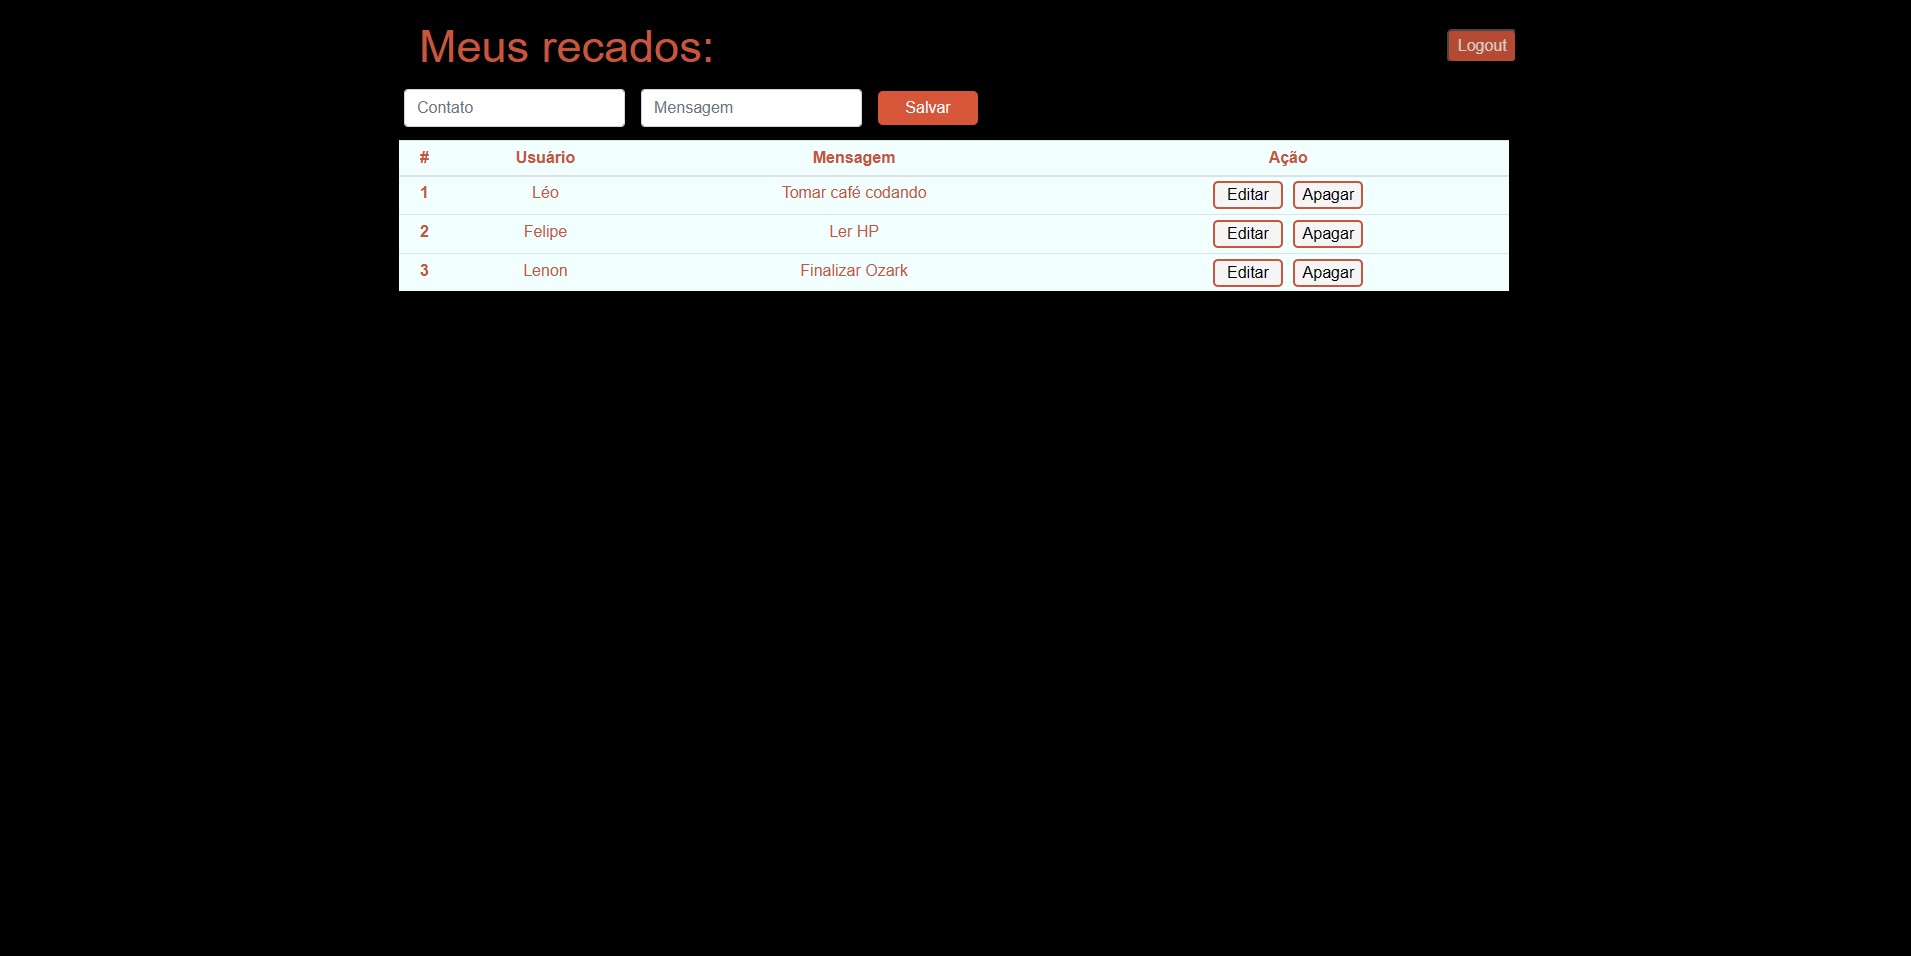 Meus recados: Logout
Contato Mensagem Salvar
# Usuário Mensagem Ação
1 Léo Tomar café codando Editar Apagar
2 Felipe Ler HP Editar Apagar
3 Lenon Finalizar Ozark Editar Apagar